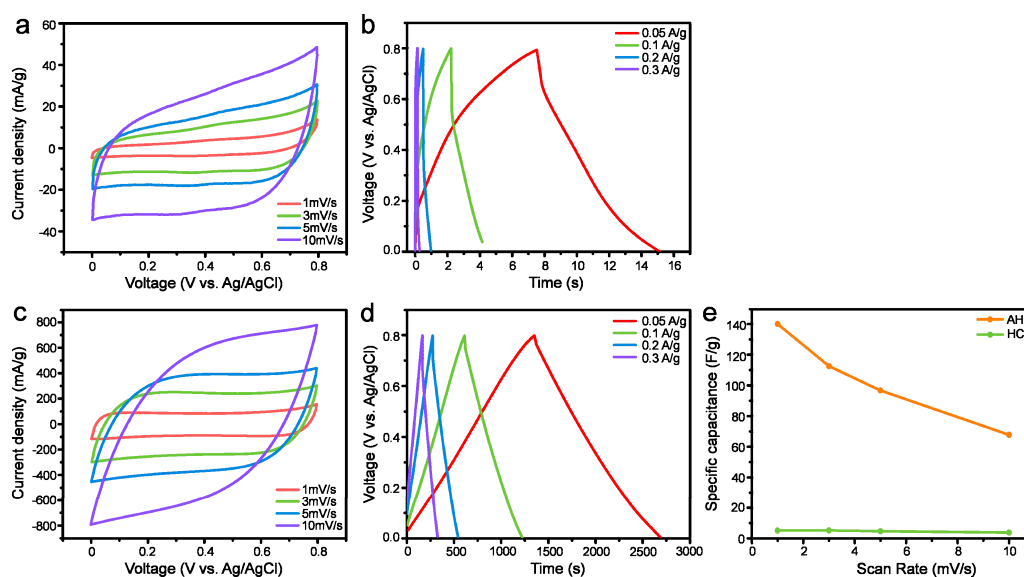 a
60
40
20
0
-20
-40
0
0.2
0.4
0.6
0.8
Current density (mA/g)
Voltage (V vs. Ag/AgCl)
1mV/s
3mV/s
5mV/s
10mV/s
b
0.8
0.6
0.4
0.2
0.0
0
2
4
6
8
10
12
14
16
Voltage (V vs. Ag/AgCl)
Time (s)
0.05 A/g
0.1 A/g
0.2 A/g
0.3 A/g
c
800
600
400
200
0
-200
-400
-600
-800
0
0.2
0.4
0.6
0.8
Current density (mA/g)
Voltage (V vs. Ag/AgCl)
1mV/s
3mV/s
5mV/s
10mV/s
d
0.8
0.6
0.4
0.2
0.0
0
500
1000
1500
2000
2500
3000
Voltage (V vs. Ag/AgCl)
Time (s)
0.05 A/g
0.1 A/g
0.2 A/g
0.3 A/g
e
140
120
100
80
60
40
20
0
0
2
4
6
8
10
Specific capacitance (F/g)
Scan Rate (mV/s)
AH
HC